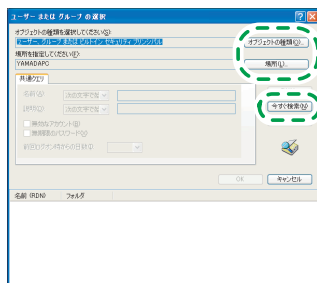 ユーザー または グループ の選択
オブジェクトの種類を選択してください(S):
ユーザー、グループ または ビルトイン セキュリティ プリンシパル
オブジェクトの種類(O)...
場所を指定してください(F):
YAMADAPC
場所(L)...
共通クエリ
名前(A):
次の文字で始
説明(D):
次の文字で始
無効なアカウント(B)
無期限のパスワード(X)
前回ログオン時からの日数(I):
今すぐ検索(N)
OK
キャンセル
名前 (RDN)
フォルダ